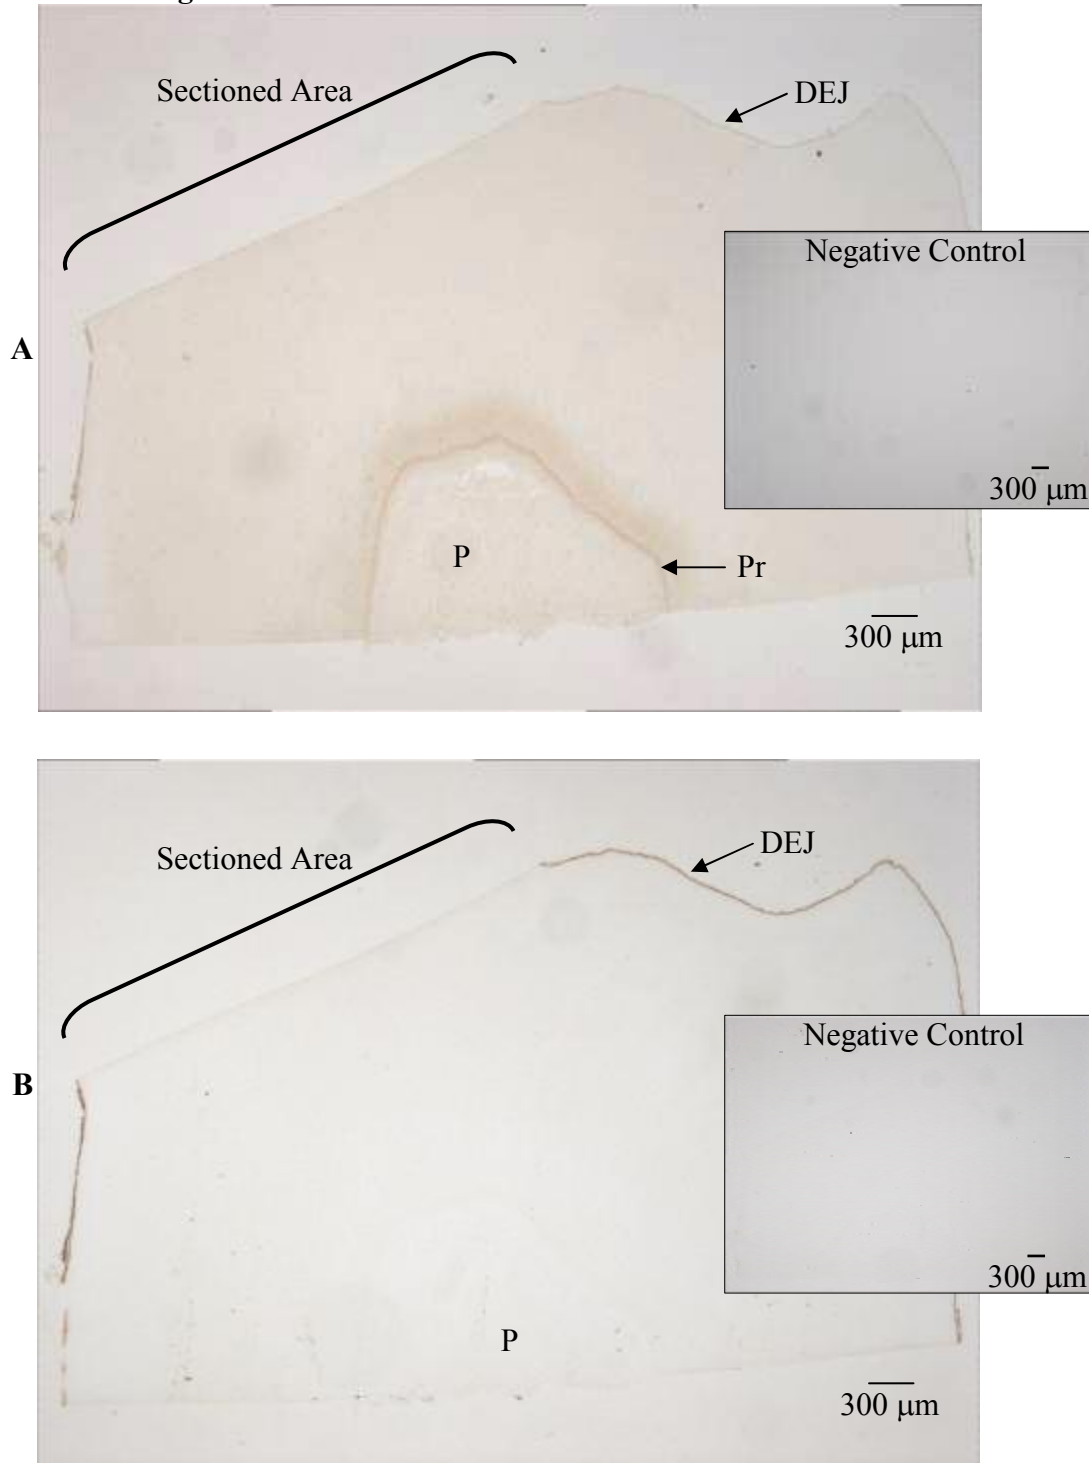 Sectioned Area
DEJ
Negative Control
A
300 μm
P
Pr
300 μm
DEJ
Sectioned Area
Negative Control
B
300 μm
P
300 μm